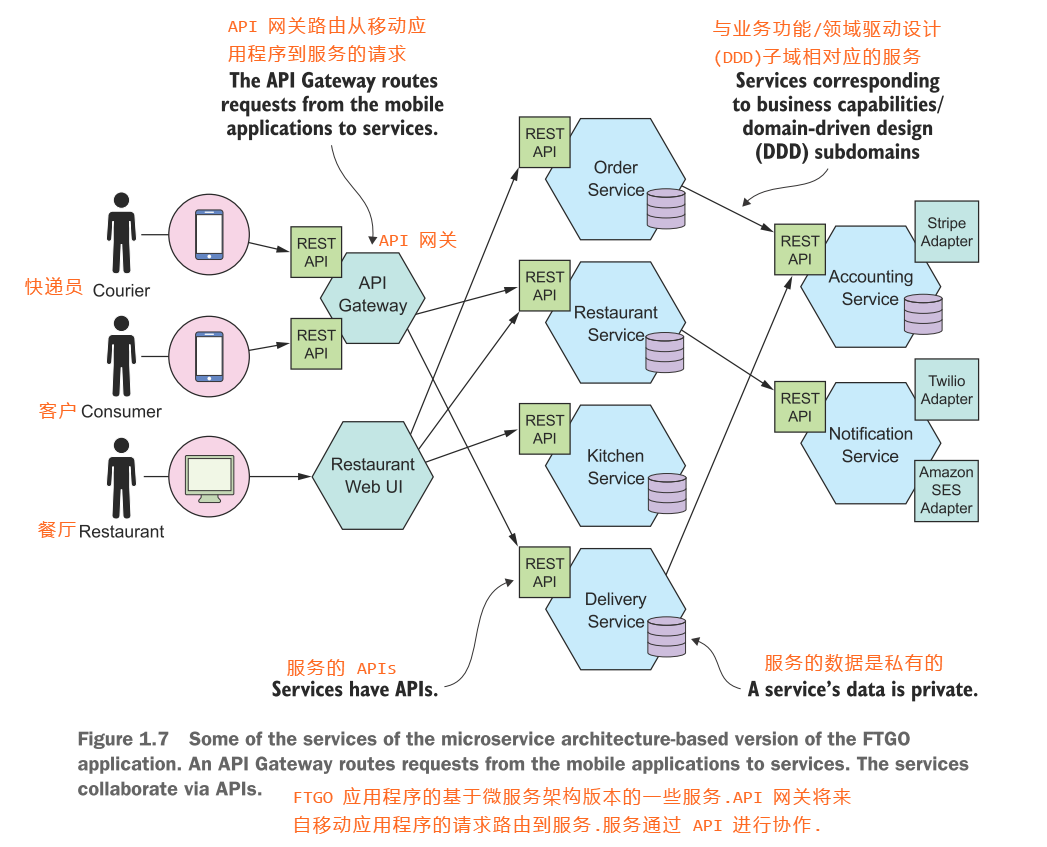 API 网关路由从移动应
用程序到服务的请求
The API Gateway routes
requests from the mobile
applications to services.
与业务功能/领域驱动设计
(DDD)子域相对应的服务
Services corresponding
to business capabilities/
domain-driven design
(DDD) subdomains
REST
API
Order
Service
快递员 Courier
REST
API
API 网关
API
Gateway
REST
API
客户 Consumer
REST
API
Restaurant
Service
REST
API
Accounting
Service
Stripe
Adapter
餐厅 Restaurant
Restaurant
Web UI
REST
API
Kitchen
Service
REST
API
Notification
Service
Twilio
Adapter
Amazon
SES
Adapter
REST
API
Delivery
Service
服务的 APIs
Services have APIs.
服务的数据是私有的
A service's data is private.
Figure 1.7 Some of the services of the microservice architecture-based version of the FTGO
application. An API Gateway routes requests from the mobile applications to services. The services
collaborate via APIs.
FTGO 应用程序的基于微服务架构版本的一些服务.API 网关将来
自移动应用程序的请求路由到服务.服务通过 API 进行协作.